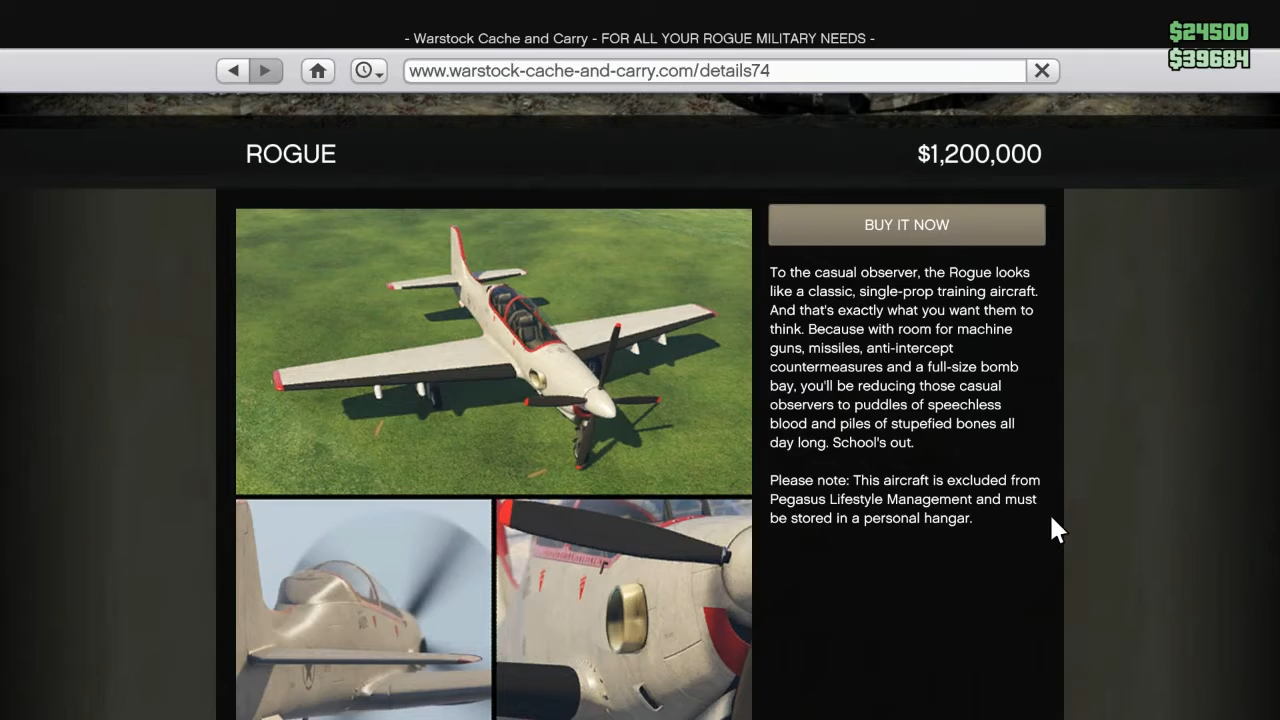 - Warstock Cache and Carry - FOR ALL YOUR ROGUE MILITARY NEEDS -
$24500
$39684
www.warstock-cache-and-carry.com/details74
ROGUE
$1,200,000
BUY IT NOW
To the casual observer, the Rogue looks
like a classic, single-prop training aircraft.
And that's exactly what you want them to
think. Because with room for machine
guns, missiles, anti-intercept
countermeasures and a full-size bomb
bay, you'll be reducing those casual
observers to puddles of speechless
blood and piles of stupefied bones all
day long. School's out.
Please note: This aircraft is excluded from
Pegasus Lifestyle Management and must
be stored in a personal hangar.